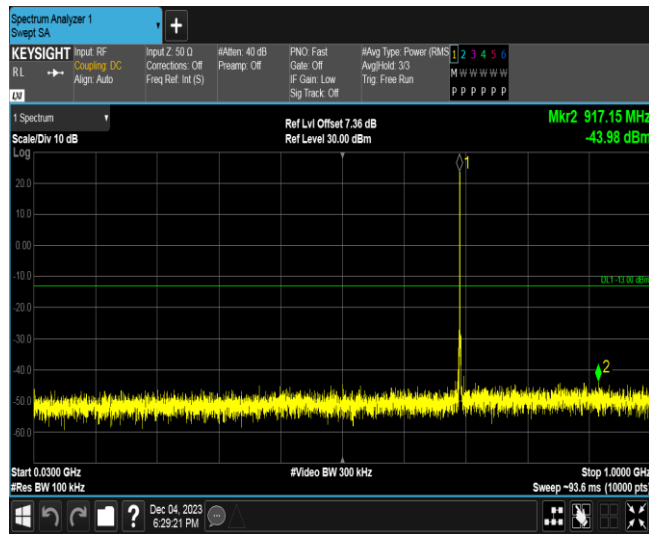 Spectrum Analyzer 1
Swept SA
+
KEYSIGHT
RL
LXI
Input: RF
Coupling: DC
Align: Auto
Input Z: 50 Ω
Corrections: Off
Freq Ref: Int (S)
#Atten: 40 dB
Preamp: Off
PNO: Fast
Gate: Off
IF Gain: Low
Sig Track: Off
#Avg Type: Power (RMS
Avg|Hold: 3/3
Trig: Free Run
1 2 3 4 5 6
M W W W W W
P P P P P P
1 Spectrum
Scale/Div 10 dB
Log
Ref Lvl Offset 7.36 dB
Ref Level 30.00 dBm
Mkr2 917.15 MHz
-43.98 dBm
1
20.0
10.0
0.00
-10.0
DL1 -13.00 dBm
-20.0
-30.0
-40.0
2
-50.0
-60.0
Start 0.0300 GHz
#Video BW 300 kHz
Stop 1.0000 GHz
#Res BW 100 kHz
Sweep ~93.6 ms (10000 pts)
?
Dec 04, 2023
6:29:21 PM